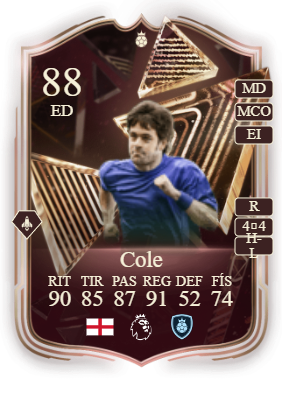 88
ED
MD
MCO
EI
R
4▯4
H-
L
Cole
RIT TIR PAS REG DEF FÍS
90 85 87 91 52 74